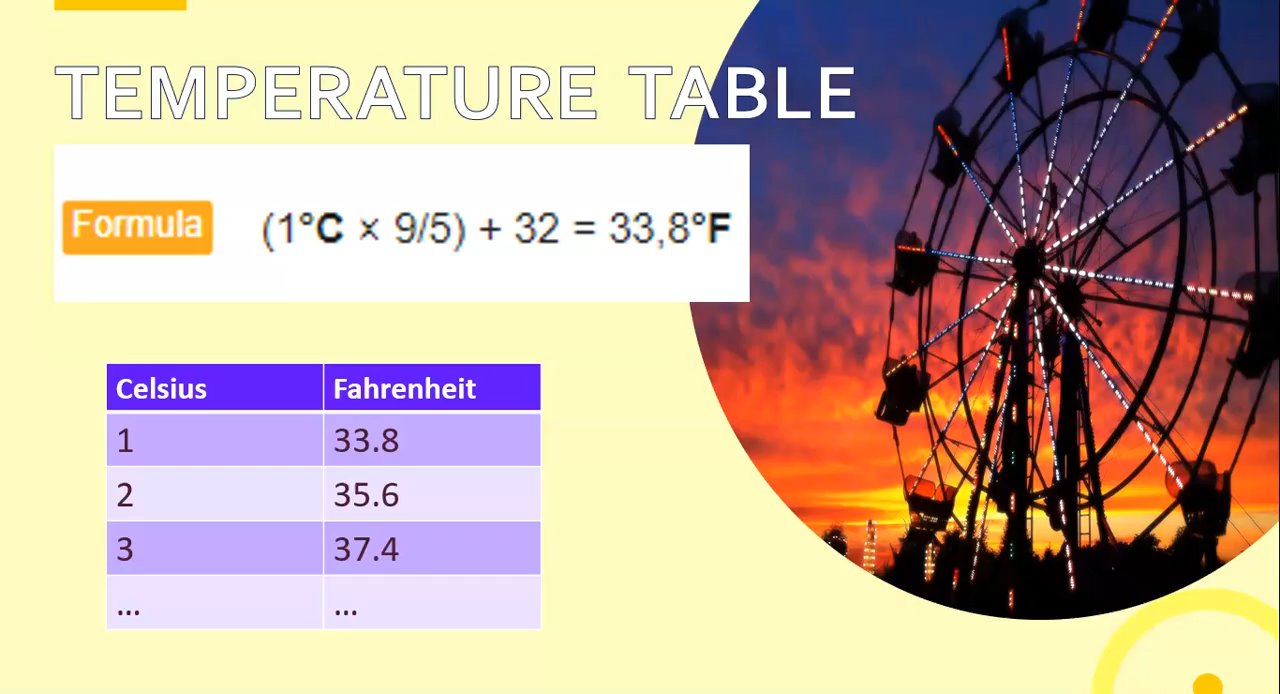 TEMPERATURE TABLE
Formula (1°C × 9/5) + 32 = 33,8°F
Celsius Fahrenheit
1 33.8
2 35.6
3 37.4
... ...